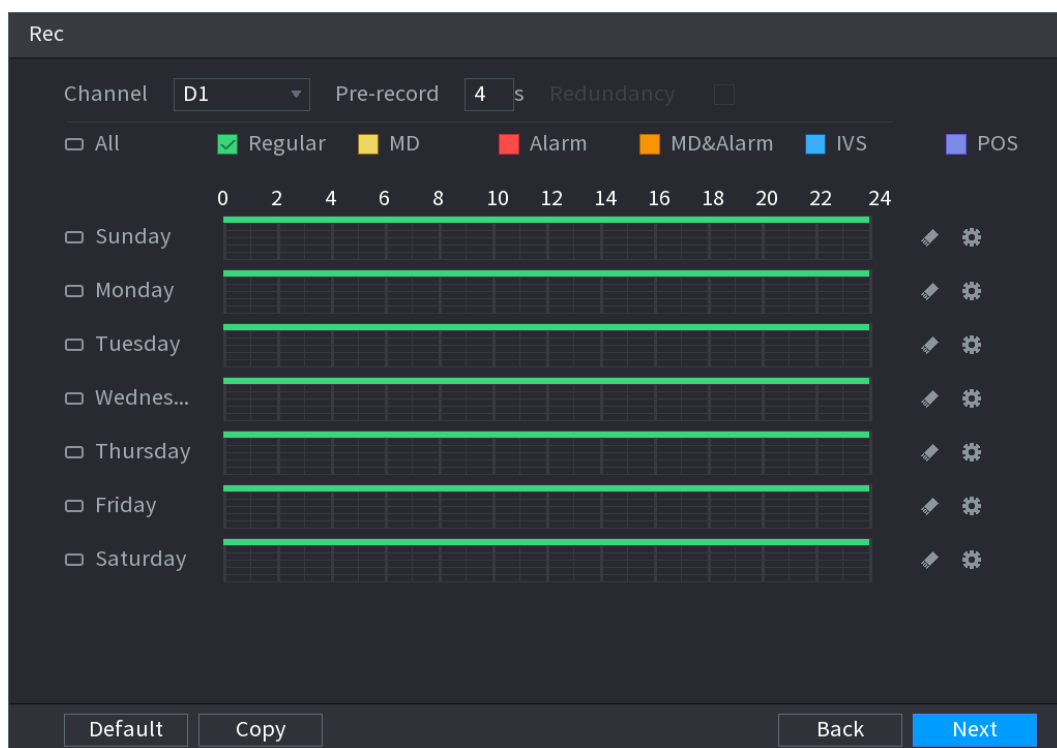 Rec
Channel D1 Pre-record 4 s Redundancy
All Regular MD Alarm MD&Alarm IVS POS
0 2 4 6 8 10 12 14 16 18 20 22 24
Sunday
Monday
Tuesday
Wednes...
Thursday
Friday
Saturday
Default Copy Back Next